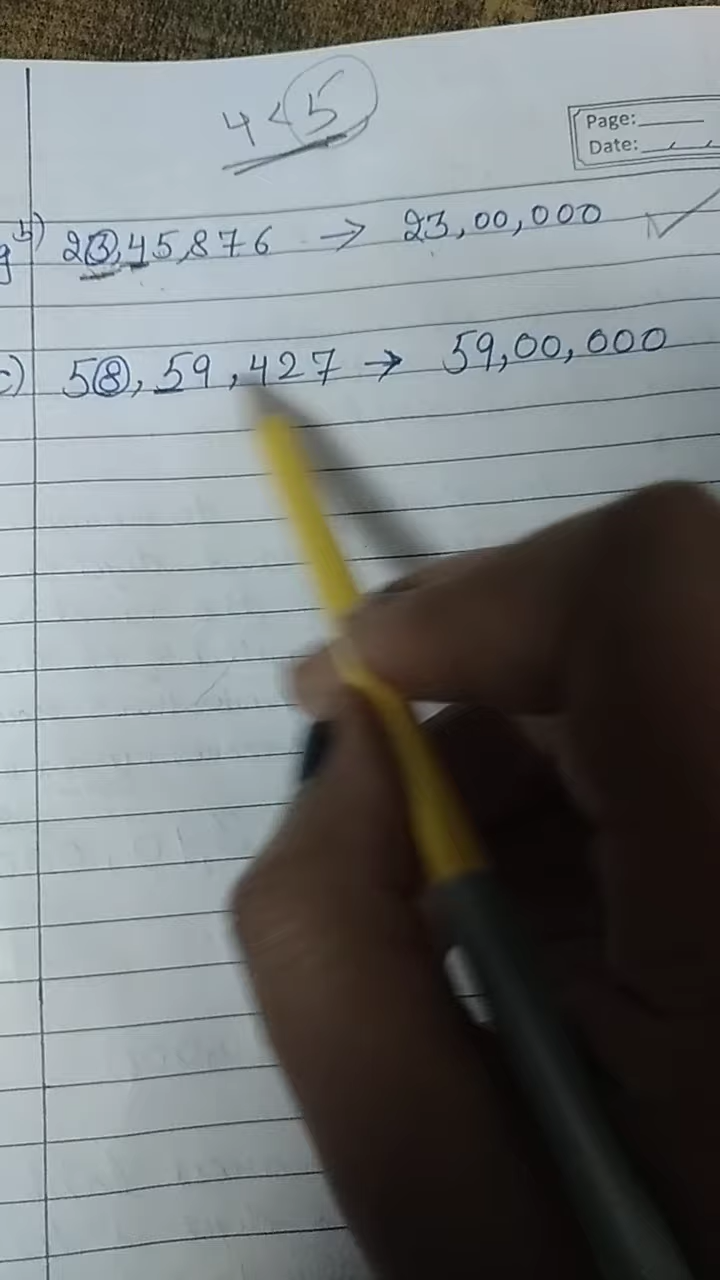 4 < 5
Page:
Date:
b) 23,45,876 → 23,00,000 ✓
c) 58,59,427 → 59,00,000